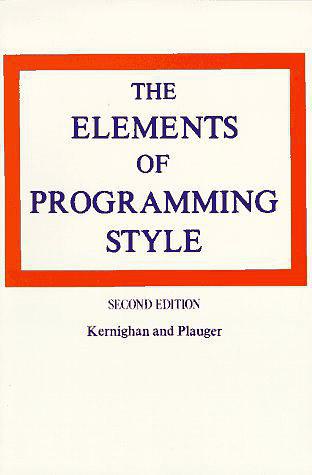 THE
ELEMENTS
OF
PROGRAMMING
STYLE
SECOND EDITION
Kernighan and Plauger